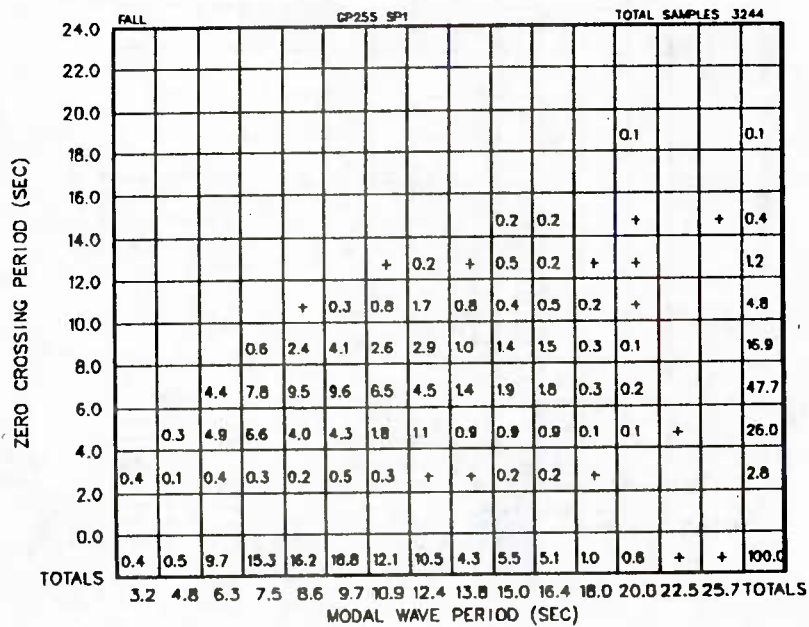 FALL GP255 SP1 TOTAL SAMPLES 3244
24.0
22.0
20.0
0.1 0.1
18.0
16.0
0.2 0.2 + + 0.4
14.0
+ 0.2 + 0.5 0.2 + + 1.2
12.0
+ 0.3 0.8 1.7 0.8 0.4 0.5 0.2 + 4.8
10.0
0.6 2.4 4.1 2.6 2.9 1.0 1.4 1.5 0.3 0.1 16.9
8.0
4.4 7.8 9.5 9.6 6.5 4.5 1.4 1.9 1.8 0.3 0.2 47.7
6.0
0.3 4.9 6.6 4.0 4.3 1.8 1.1 0.9 0.9 0.9 0.1 0.1 + 26.0
4.0
0.4 0.1 0.4 0.3 0.2 0.5 0.3 + + 0.2 0.2 + 2.8
2.0
0.0
0.4 0.5 9.7 15.3 16.2 18.8 12.1 10.5 4.3 5.5 5.1 1.0 0.6 + + 100.0
TOTALS
3.2 4.8 6.3 7.5 8.6 9.7 10.9 12.4 13.8 15.0 16.4 18.0 20.0 22.5 25.7 TOTALS
MODAL WAVE PERIOD (SEC)
ZERO CROSSING PERIOD (SEC)